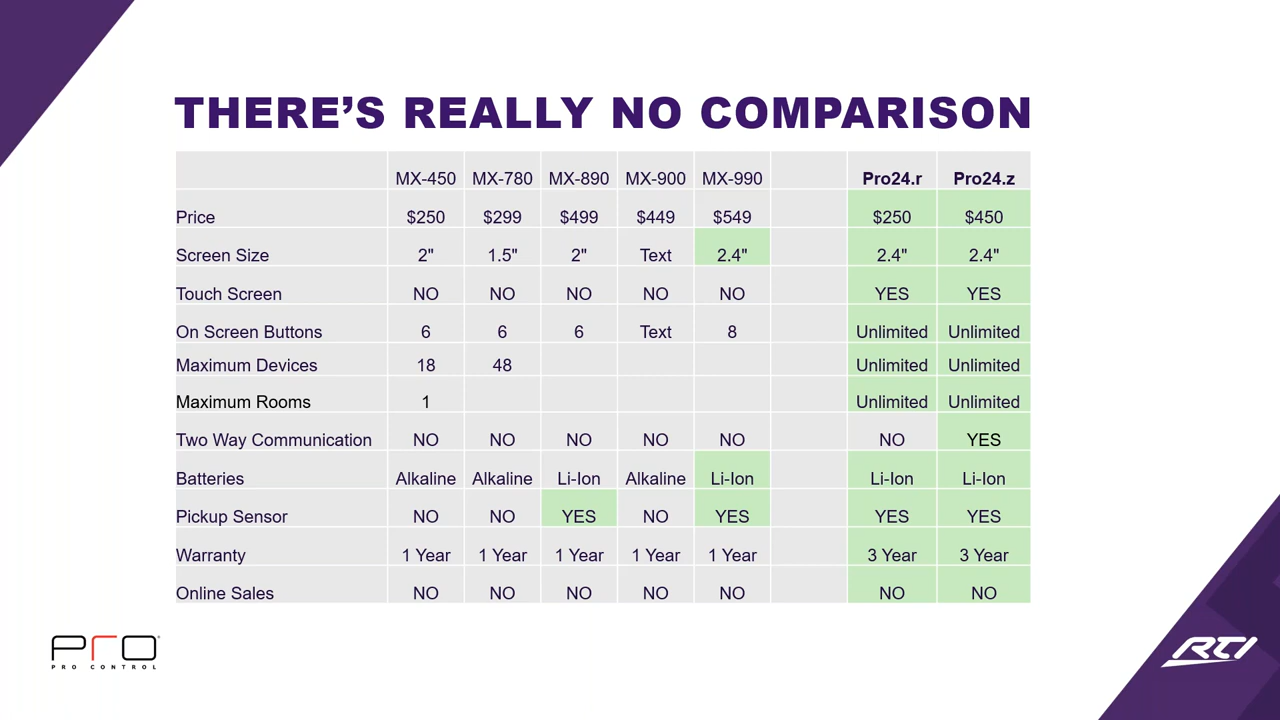 THERE'S REALLY NO COMPARISON
MX-450 MX-780 MX-890 MX-900 MX-990 Pro24.r Pro24.z
Price $250 $299 $499 $449 $549 $250 $450
Screen Size 2" 1.5" 2" Text 2.4" 2.4" 2.4"
Touch Screen NO NO NO NO NO YES YES
On Screen Buttons 6 6 6 Text 8 Unlimited Unlimited
Maximum Devices 18 48 Unlimited Unlimited
Maximum Rooms 1 Unlimited Unlimited
Two Way Communication NO NO NO NO NO NO YES
Batteries Alkaline Alkaline Li-Ion Alkaline Li-Ion Li-Ion Li-Ion
Pickup Sensor NO NO YES NO YES YES YES
Warranty 1 Year 1 Year 1 Year 1 Year 1 Year 3 Year 3 Year
Online Sales NO NO NO NO NO NO NO
Pro
PRO CONTROL
RTI